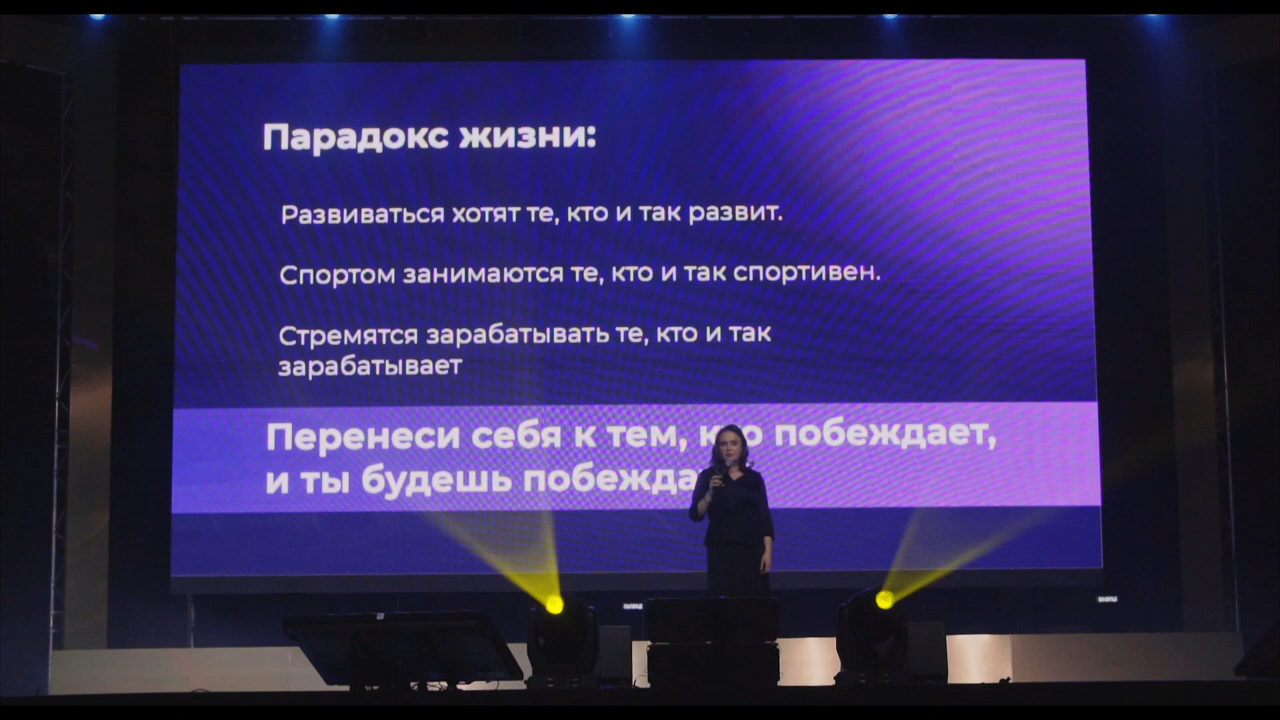 Парадокс жизни:
Развиваться хотят те, кто и так развит.
Спортом занимаются те, кто и так спортивен.
Стремятся зарабатывать те, кто и так
зарабатывает
Перенеси себя к тем, кто побеждает,
и ты будешь